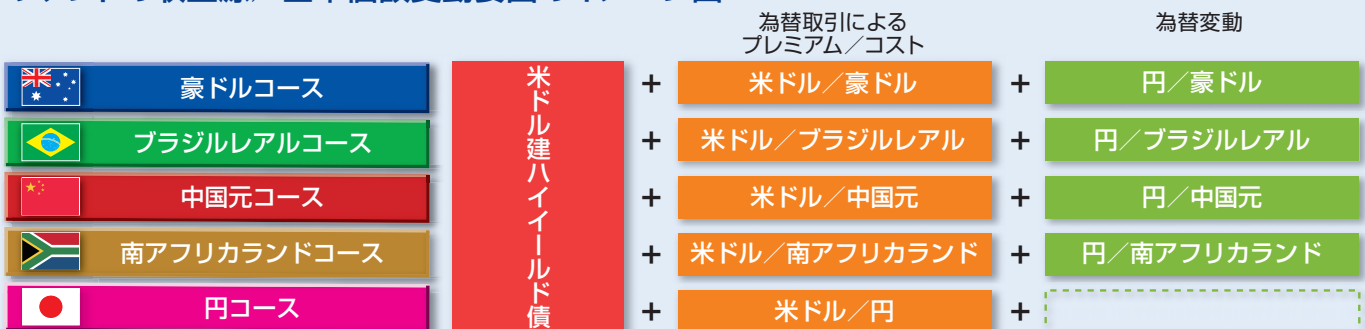 為替取引による
プレミアム／コスト
為替変動
豪ドルコース
米ドル建ハイイールド債
+
米ドル／豪ドル
+
円／豪ドル
ブラジルレアルコース
+
米ドル／ブラジルレアル
+
円／ブラジルレアル
中国元コース
+
米ドル／中国元
+
円／中国元
南アフリカランドコース
+
米ドル／南アフリカランド
+
円／南アフリカランド
円コース
+
米ドル／円
+